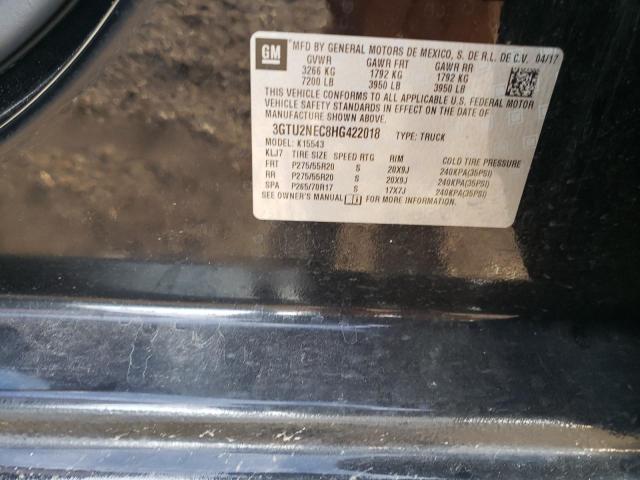 GM
MFD BY GENERAL MOTORS DE MEXICO, S. DE R.L. DE C.V. 04/17
GVWR GAWR FRT GAWR RR
3266 KG 1792 KG 1792 KG
7200 LB 3950 LB 3950 LB
THIS VEHICLE CONFORMS TO ALL APPLICABLE U.S. FEDERAL MOTOR
VEHICLE SAFETY STANDARDS IN EFFECT ON THE DATE OF
MANUFACTURE SHOWN ABOVE.
3GTU2NEC8HG422018 TYPE: TRUCK
MODEL: K15543
KLJ7 TIRE SIZE SPEED RTG RIM COLD TIRE PRESSURE
FRT P275/55R20 S 20X9J 240KPA(35PSI)
RR P275/55R20 S 20X9J 240KPA(35PSI)
SPA P265/70R17 S 17X7J 240KPA(35PSI)
SEE OWNER'S MANUAL FOR MORE INFORMATION.